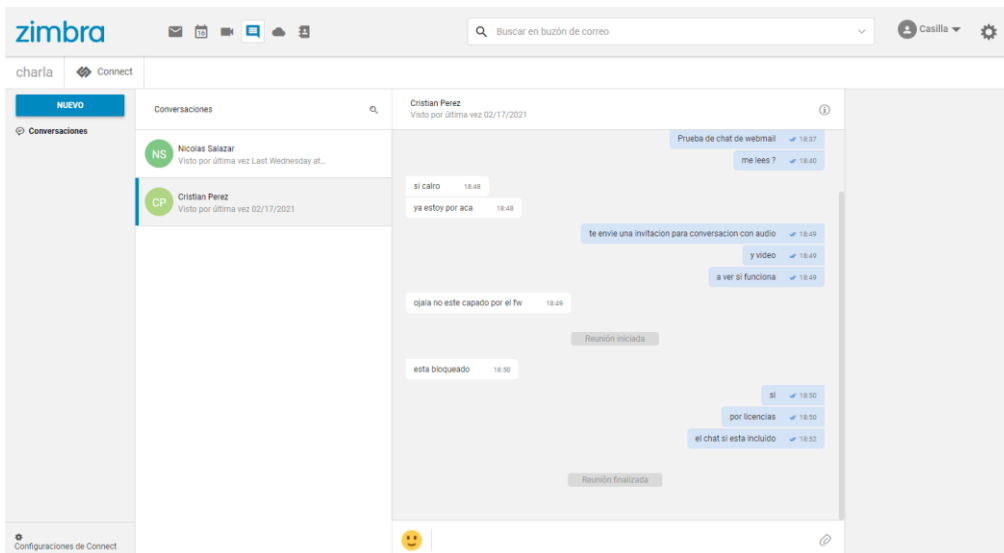 zimbra
16
Buscar en buzón de correo
Casilla
charla
Connect
NUEVO
Conversaciones
Conversaciones
NS
Nicolas Salazar
Visto por última vez Last Wednesday at...
CP
Cristian Perez
Visto por última vez 02/17/2021
Cristian Perez
Visto por última vez 02/17/2021
Prueba de chat de webmail 18:37
me lees ? 18:40
si calro 18:48
ya estoy por aca 18:48
te envie una invitacion para conversacion con audio 18:49
y video 18:49
a ver si funciona 18:49
ojala no este capado por el fw 18:49
Reunión iniciada
esta bloqueado 18:50
si 18:50
por licencias 18:50
el chat si esta incluido 18:52
Reunión finalizada
Configuraciones de Connect